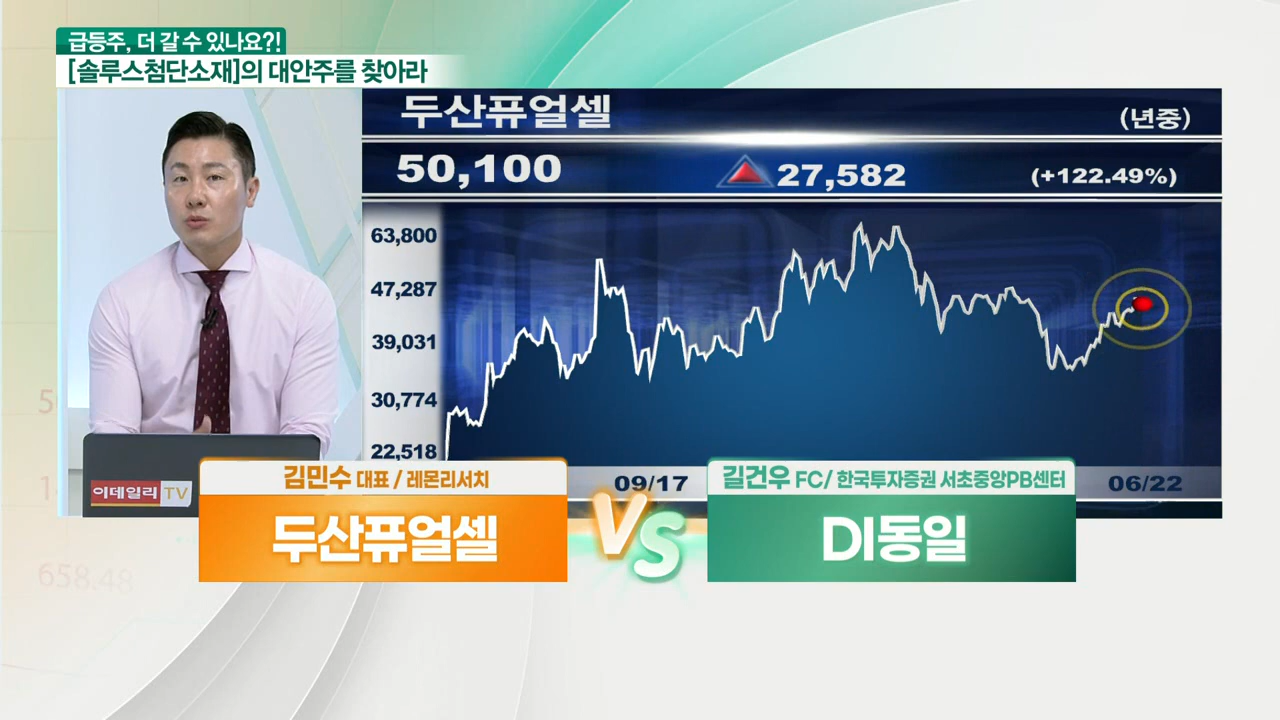 급등주, 더 갈 수 있나요?!
[솔루스첨단소재]의 대안주를 찾아라
두산퓨얼셀 (년중)
50,100 ▲ 27,582 (+122.49%)
63,800
47,287
39,031
30,774
22,518
09/17 06/22
이데일리 TV
김민수 대표 / 레몬리서치
두산퓨얼셀
VS
길건우 FC/ 한국투자증권 서초중앙PB센터
DI동일
658.48